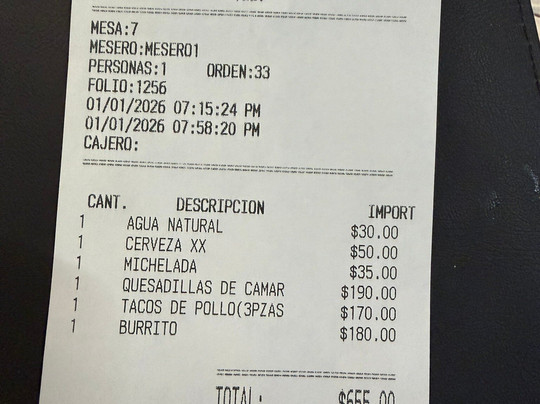 MESA:7
MESERO:MESERO1
PERSONAS:1 ORDEN:33
FOLIO:1256
01/01/2026 07:15:24 PM
01/01/2026 07:58:20 PM
CAJERO:
CANT. DESCRIPCION IMPORT
1 AGUA NATURAL $30.00
1 CERVEZA XX $50.00
1 MICHELADA $35.00
1 QUESADILLAS DE CAMAR $190.00
1 TACOS DE POLLO(3PZAS $170.00
1 BURRITO $180.00
TOTAL: $655.00